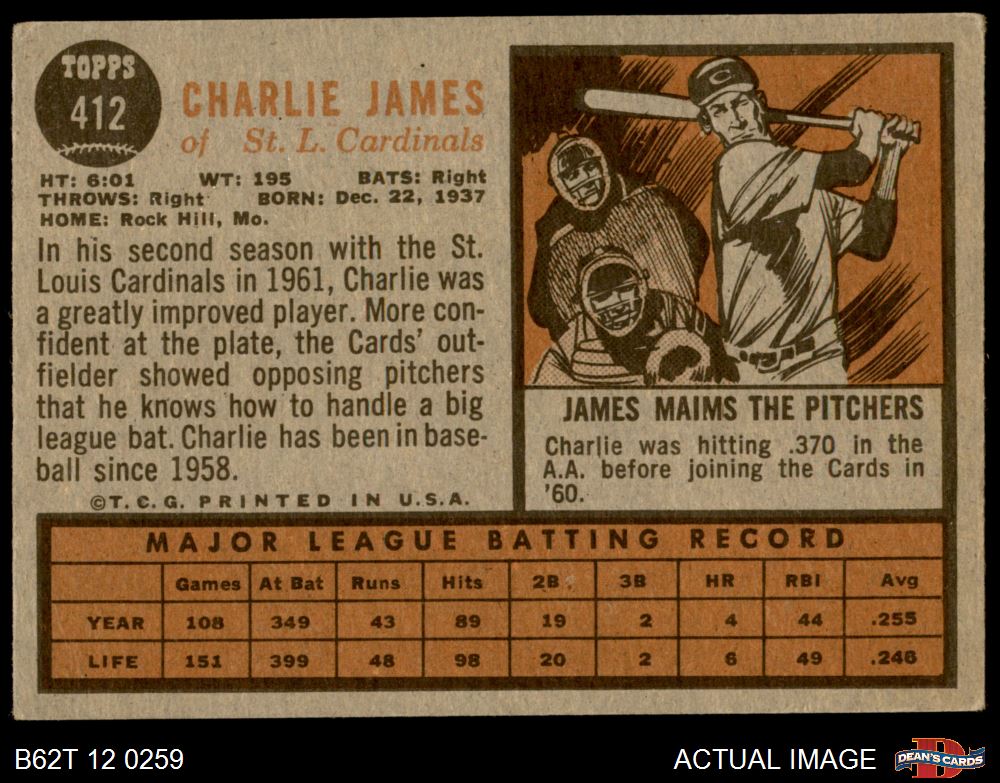 TOPPS
412
CHARLIE JAMES
of St. L. Cardinals
HT: 6:01 WT: 195 BATS: Right
THROWS: Right BORN: Dec. 22, 1937
HOME: Rock Hill, Mo.
In his second season with the St.
Louis Cardinals in 1961, Charlie was
a greatly improved player. More con-
fident at the plate, the Cards' out-
fielder showed opposing pitchers
that he knows how to handle a big
league bat. Charlie has been in base-
ball since 1958.
©T. C. G. PRINTED IN U.S.A.
C
JAMES MAIMS THE PITCHERS
Charlie was hitting .370 in the
A.A. before joining the Cards in
'60.
MAJOR LEAGUE BATTING RECORD
Games At Bat Runs Hits 2B 3B HR RBI Avg
YEAR 108 349 43 89 19 2 4 44 .255
LIFE 151 399 48 98 20 2 6 49 .246
B62T 12 0259
ACTUAL IMAGE
D
DEAN'S CARDS